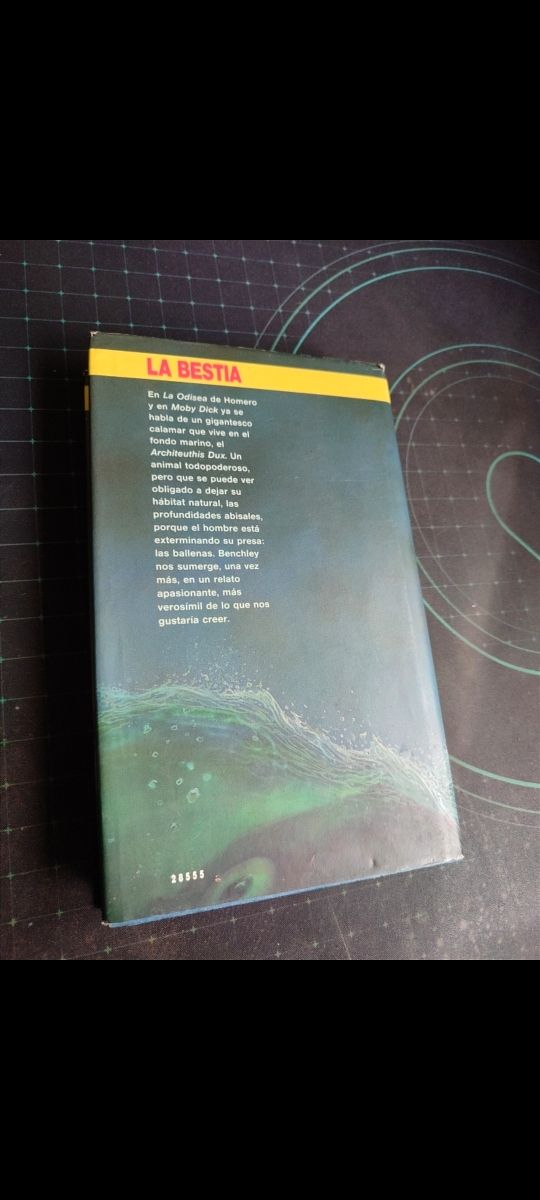 LA BESTIA
En La Odisea de Homero
y en Moby Dick ya se
habla de un gigantesco
calamar que vive en el
fondo marino, el
Architeuthis Dux. Un
animal todopoderoso,
pero que se puede ver
obligado a dejar su
hábitat natural, las
profundidades abisales,
porque el hombre está
exterminando su presa:
las ballenas. Benchley
nos sumerge, una vez
más, en un relato
apasionante, más
verosímil de lo que nos
gustaría creer.
28555